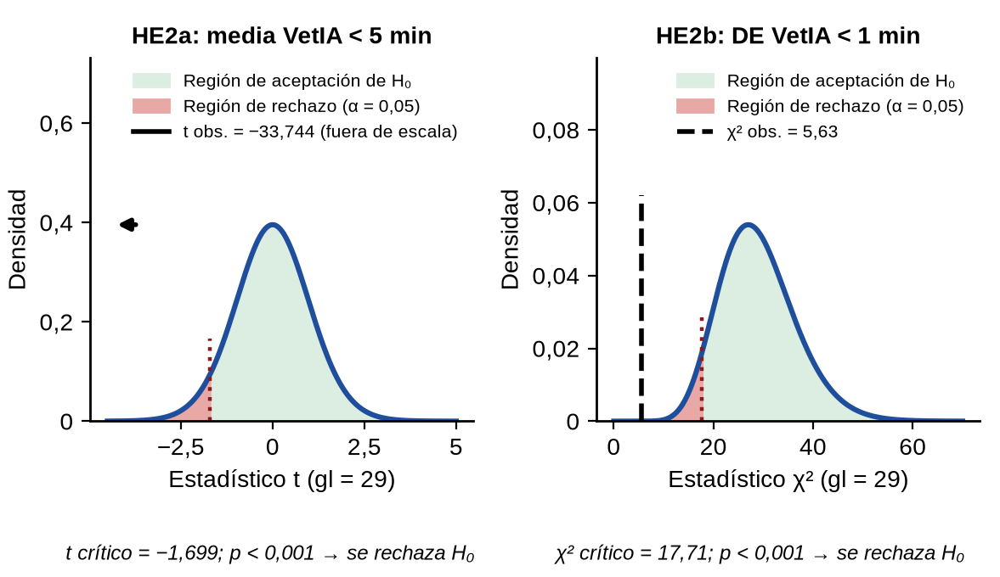 HE2a: media VetIA < 5 min
Región de aceptación de H₀
Región de rechazo (α = 0,05)
t obs. = −33,744 (fuera de escala)
Densidad
0,6
0,4
0,2
0
−2,5
0
2,5
5
Estadístico t (gl = 29)
t crítico = −1,699; p < 0,001 → se rechaza H₀
HE2b: DE VetIA < 1 min
Región de aceptación de H₀
Región de rechazo (α = 0,05)
χ² obs. = 5,63
Densidad
0,08
0,06
0,04
0,02
0
0
20
40
60
Estadístico χ² (gl = 29)
χ² crítico = 17,71; p < 0,001 → se rechaza H₀